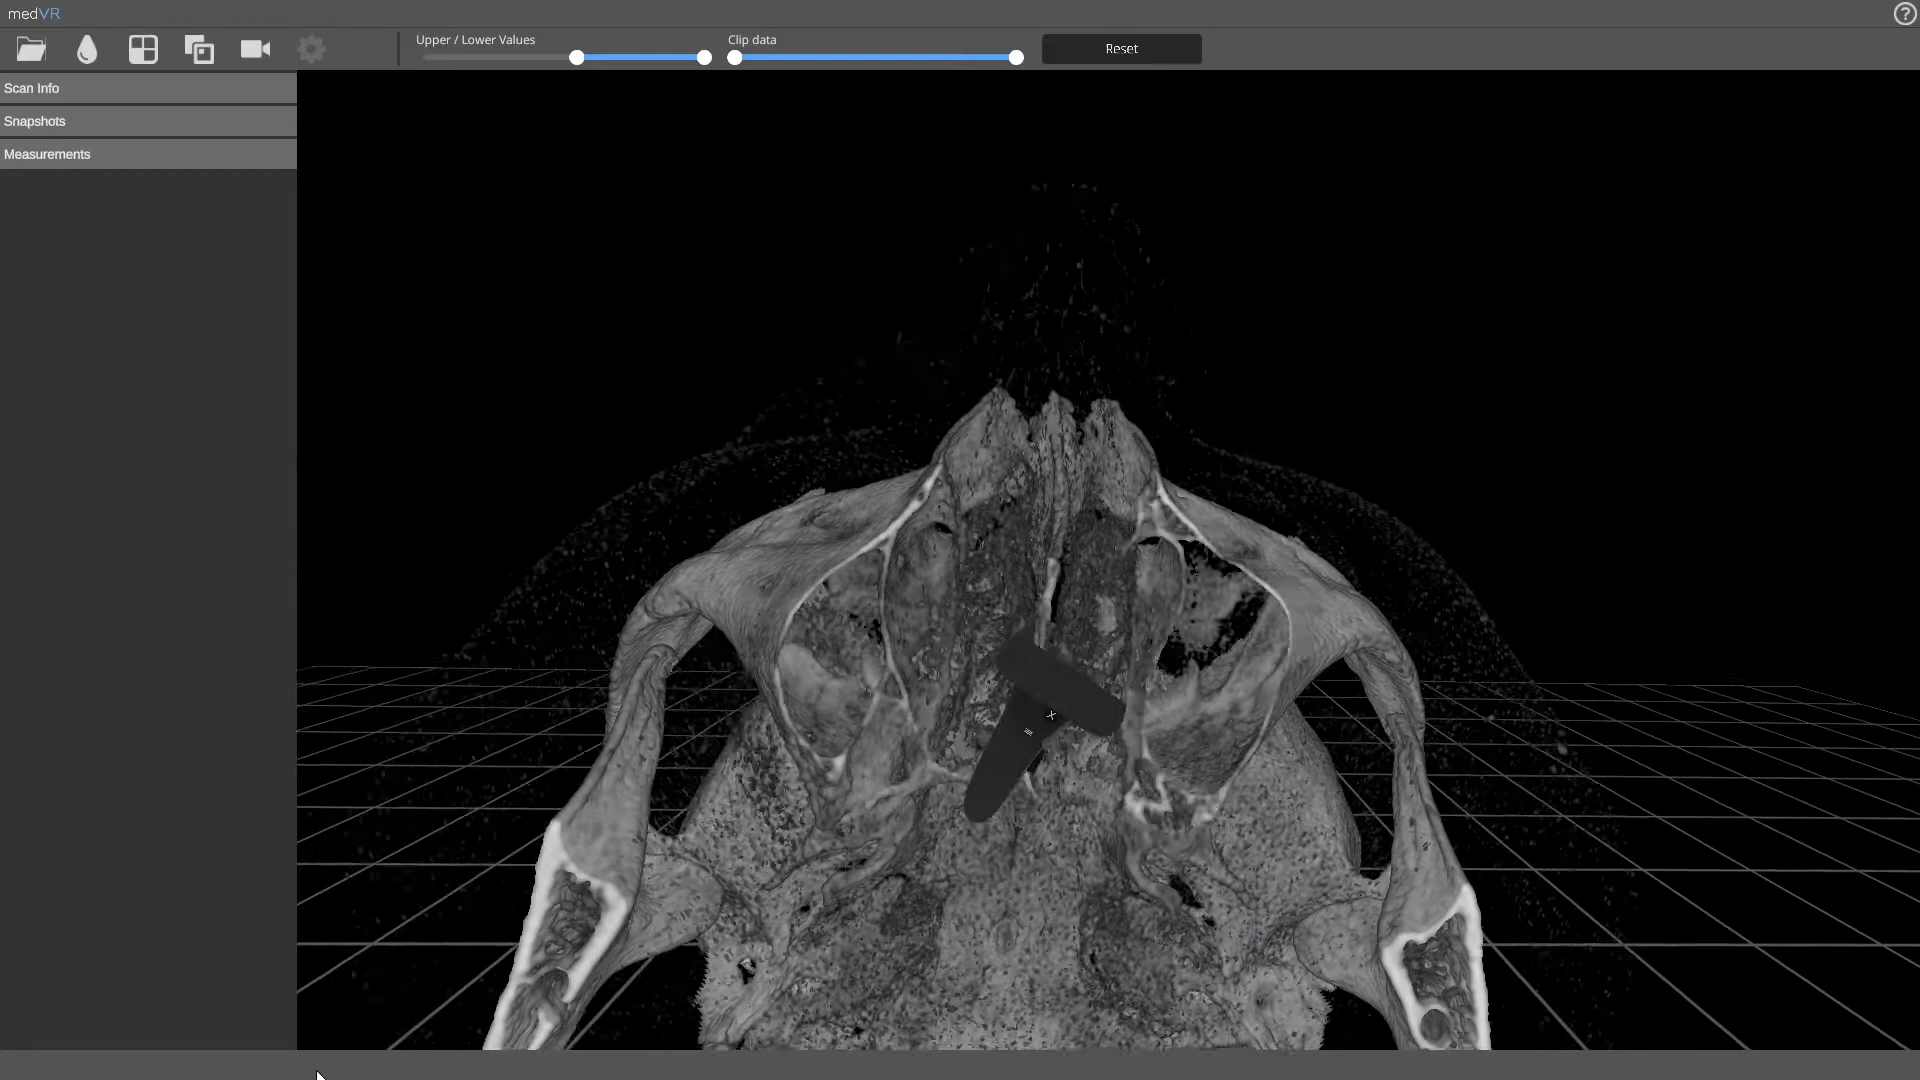 medVR
Upper / Lower Values
Clip data
Reset
Scan Info
Snapshots
Measurements